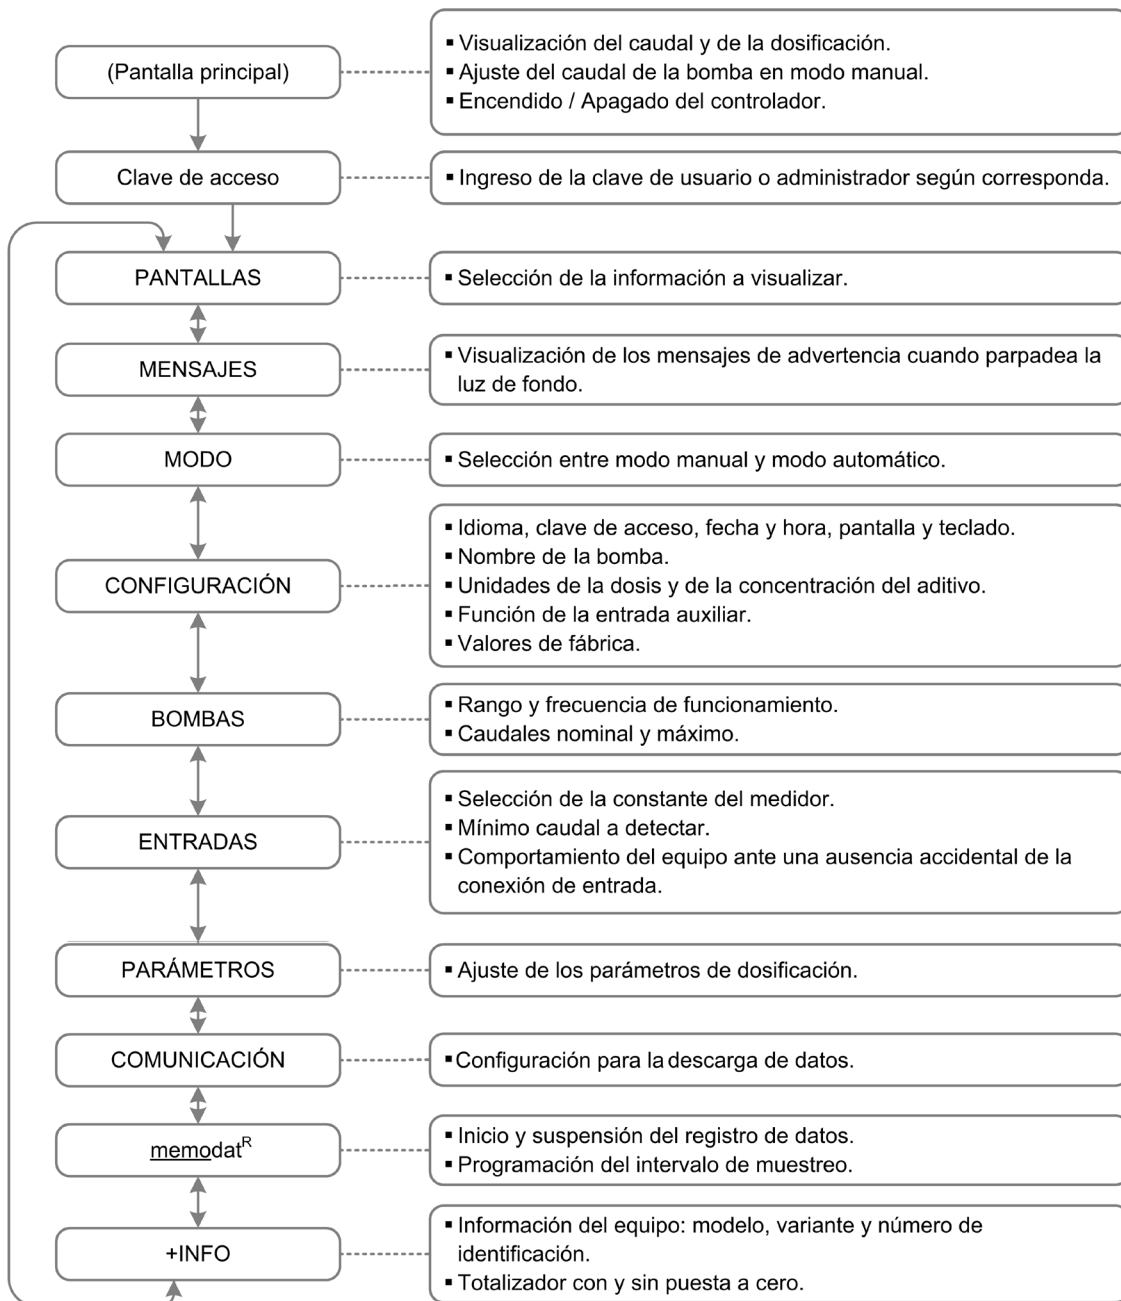 (Pantalla principal)
▪ Visualización del caudal y de la dosificación.
▪ Ajuste del caudal de la bomba en modo manual.
▪ Encendido / Apagado del controlador.
Clave de acceso
▪ Ingreso de la clave de usuario o administrador según corresponda.
PANTALLAS
▪ Selección de la información a visualizar.
MENSAJES
▪ Visualización de los mensajes de advertencia cuando parpadea la
luz de fondo.
MODO
▪ Selección entre modo manual y modo automático.
CONFIGURACIÓN
▪ Idioma, clave de acceso, fecha y hora, pantalla y teclado.
▪ Nombre de la bomba.
▪ Unidades de la dosis y de la concentración del aditivo.
▪ Función de la entrada auxiliar.
▪ Valores de fábrica.
BOMBAS
▪ Rango y frecuencia de funcionamiento.
▪ Caudales nominal y máximo.
ENTRADAS
▪ Selección de la constante del medidor.
▪ Mínimo caudal a detectar.
▪ Comportamiento del equipo ante una ausencia accidental de la
conexión de entrada.
PARÁMETROS
▪ Ajuste de los parámetros de dosificación.
COMUNICACIÓN
▪ Configuración para la descarga de datos.
memodatᴿ
▪ Inicio y suspensión del registro de datos.
▪ Programación del intervalo de muestreo.
+INFO
▪ Información del equipo: modelo, variante y número de
identificación.
▪ Totalizador con y sin puesta a cero.